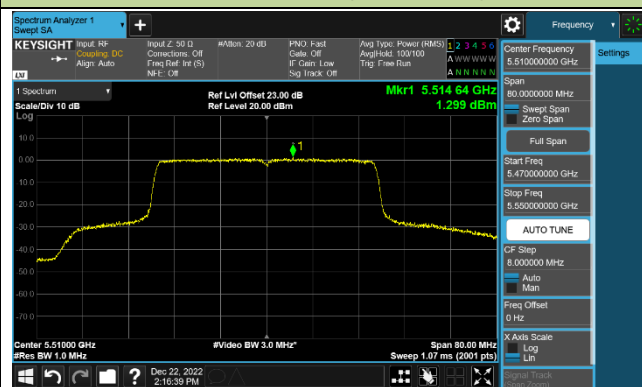 Spectrum Analyzer 1
Swept SA
Frequency
KEYSIGHT
Input: RF
Coupling: DC
Align: Auto
Input Z: 50 Ω
Corrections: Off
Freq Ref: Int (S)
NFE: Off
#Atten: 20 dB
PNO: Fast
Gate: Off
IF Gain: Low
Sig Track: Off
Avg Type: Power (RMS)
Avg|Hold: 100/100
Trig: Free Run
1 2 3 4 5 6
A W W W W W
A N N N N N
LXI
1 Spectrum
Scale/Div 10 dB
Log
Ref Lvl Offset 23.00 dB
Ref Level 20.00 dBm
Mkr1 5.514 64 GHz
1.299 dBm
10.0
0.00
-10.0
-20.0
-30.0
-40.0
-50.0
-60.0
-70.0
1
Center 5.51000 GHz
#Res BW 1.0 MHz
#Video BW 3.0 MHz*
Span 80.00 MHz
Sweep 1.07 ms (2001 pts)
Center Frequency
5.510000000 GHz
Span
80.0000000 MHz
Swept Span
Zero Span
Full Span
Start Freq
5.470000000 GHz
Stop Freq
5.550000000 GHz
AUTO TUNE
CF Step
8.000000 MHz
Auto
Man
Freq Offset
0 Hz
X Axis Scale
Log
Lin
Signal Track
(Span Zoom)
Settings
Dec 22, 2022
2:16:39 PM